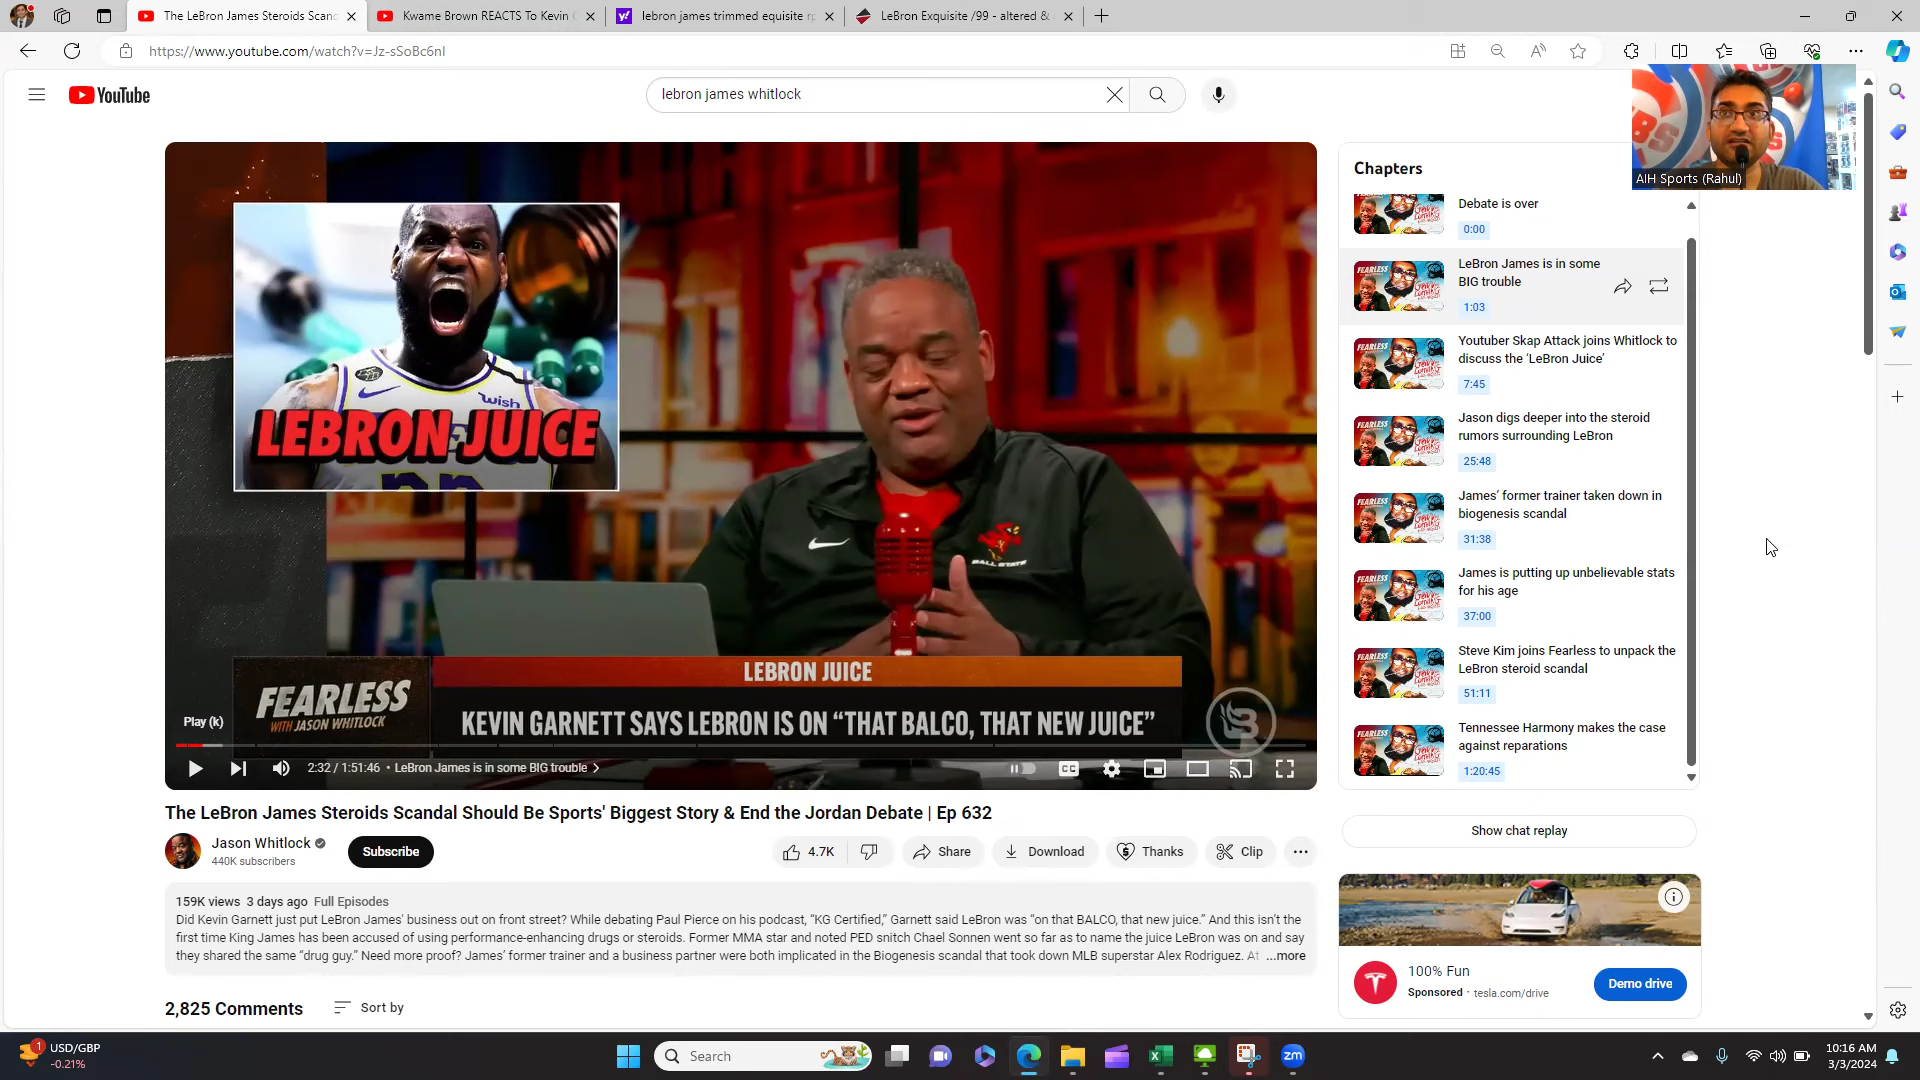 The LeBron James Steroids Scand
Kwame Brown REACTS To Kevin G
lebron james trimmed equisite rp
LeBron Exquisite /99 - altered &
https://www.youtube.com/watch?v=Jz-sSoBc6nI
YouTube
lebron james whitlock
AIH Sports (Rahul)
wish
LEBRON JUICE
BALL STATE
LEBRON JUICE
FEARLESS
WITH JASON WHITLOCK
KEVIN GARNETT SAYS LEBRON IS ON “THAT BALCO, THAT NEW JUICE”
Play (k)
2:32 / 1:51:46 • LeBron James is in some BIG trouble
CC
Chapters
Debate is over
0:00
FEARLESS
LeBron James is in some
BIG trouble
1:03
FEARLESS
Youtuber Skap Attack joins Whitlock to
discuss the ‘LeBron Juice’
7:45
FEARLESS
Jason digs deeper into the steroid
rumors surrounding LeBron
25:48
FEARLESS
James’ former trainer taken down in
biogenesis scandal
31:38
FEARLESS
James is putting up unbelievable stats
for his age
37:00
FEARLESS
Steve Kim joins Fearless to unpack the
LeBron steroid scandal
51:11
FEARLESS
Tennessee Harmony makes the case
against reparations
1:20:45
The LeBron James Steroids Scandal Should Be Sports' Biggest Story & End the Jordan Debate | Ep 632
Jason Whitlock
440K subscribers
Subscribe
4.7K
Share
Download
Thanks
Clip
Show chat replay
159K views 3 days ago Full Episodes
Did Kevin Garnett just put LeBron James’ business out on front street? While debating Paul Pierce on his podcast, “KG Certified,” Garnett said LeBron was “on that BALCO, that new juice.” And this isn’t the
first time King James has been accused of using performance-enhancing drugs or steroids. Former MMA star and noted PED snitch Chael Sonnen went so far as to name the juice LeBron was on and say
they shared the same “drug guy.” Need more proof? James’ former trainer and a business partner were both implicated in the Biogenesis scandal that took down MLB superstar Alex Rodriguez. At ...more
100% Fun
Sponsored · tesla.com/drive
Demo drive
2,825 Comments
Sort by
1
USD/GBP
-0.21%
Search
zm
10:16 AM
3/3/2024